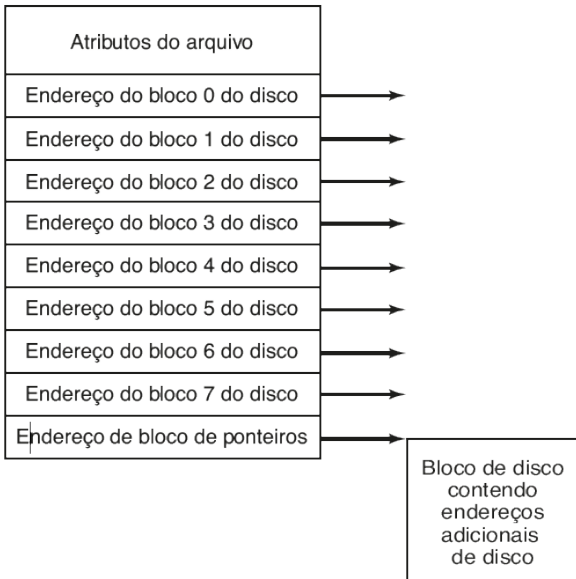 Atributos do arquivo
Endereço do bloco 0 do disco
Endereço do bloco 1 do disco
Endereço do bloco 2 do disco
Endereço do bloco 3 do disco
Endereço do bloco 4 do disco
Endereço do bloco 5 do disco
Endereço do bloco 6 do disco
Endereço do bloco 7 do disco
Endereço de bloco de ponteiros
Bloco de disco
contendo
endereços
adicionais
de disco